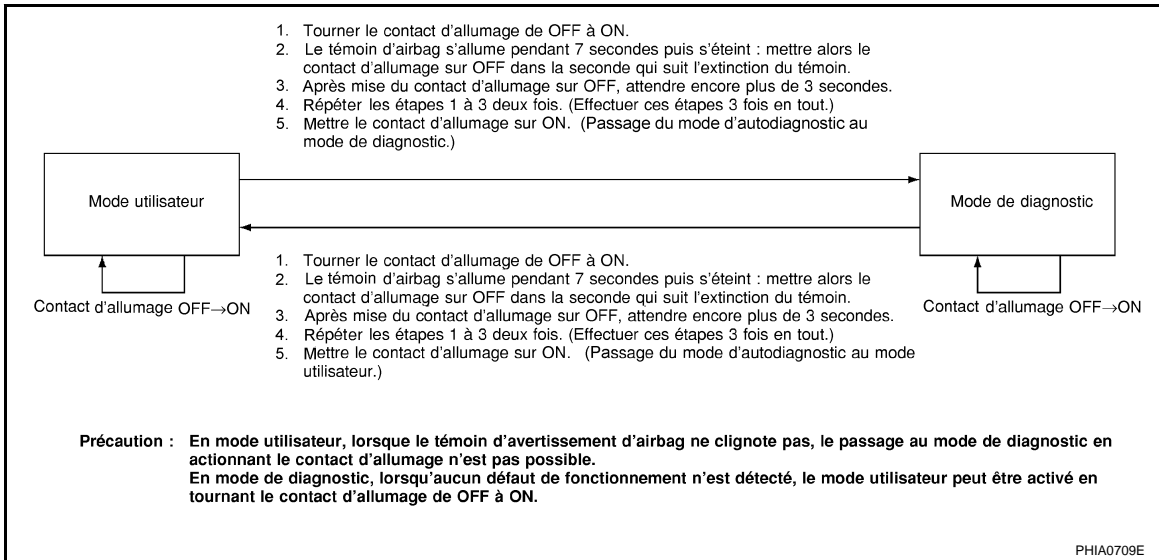 1. Tourner le contact d'allumage de OFF à ON.
2. Le témoin d'airbag s'allume pendant 7 secondes puis s'éteint : mettre alors le
contact d'allumage sur OFF dans la seconde qui suit l'extinction du témoin.
3. Après mise du contact d'allumage sur OFF, attendre encore plus de 3 secondes.
4. Répéter les étapes 1 à 3 deux fois. (Effectuer ces étapes 3 fois en tout.)
5. Mettre le contact d'allumage sur ON. (Passage du mode d'autodiagnostic au
mode de diagnostic.)
Mode utilisateur
Mode de diagnostic
Contact d'allumage OFF→ON
Contact d'allumage OFF→ON
1. Tourner le contact d'allumage de OFF à ON.
2. Le témoin d'airbag s'allume pendant 7 secondes puis s'éteint : mettre alors le
contact d'allumage sur OFF dans la seconde qui suit l'extinction du témoin.
3. Après mise du contact d'allumage sur OFF, attendre encore plus de 3 secondes.
4. Répéter les étapes 1 à 3 deux fois. (Effectuer ces étapes 3 fois en tout.)
5. Mettre le contact d'allumage sur ON. (Passage du mode d'autodiagnostic au mode
utilisateur.)
Précaution : En mode utilisateur, lorsque le témoin d'avertissement d'airbag ne clignote pas, le passage au mode de diagnostic en
actionnant le contact d'allumage n'est pas possible.
En mode de diagnostic, lorsqu'aucun défaut de fonctionnement n'est détecté, le mode utilisateur peut être activé en
tournant le contact d'allumage de OFF à ON.
PHIA0709E